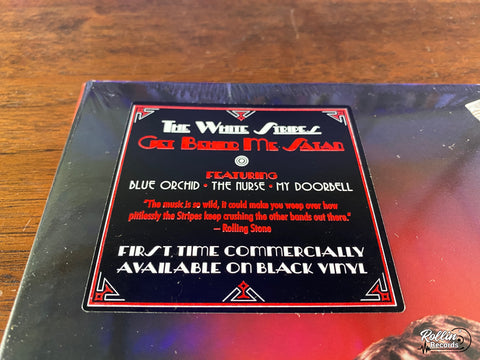 THE WHITE STRIPES
GET BEHIND ME SATAN
FEATURING
BLUE ORCHID • THE NURSE • MY DOORBELL
"The music is so wild, it could make you weep over how
pitilessly the Stripes keep crushing the other bands out there."
— Rolling Stone
FIRST TIME COMMERCIALLY
AVAILABLE ON BLACK VINYL
Rollin'
Records